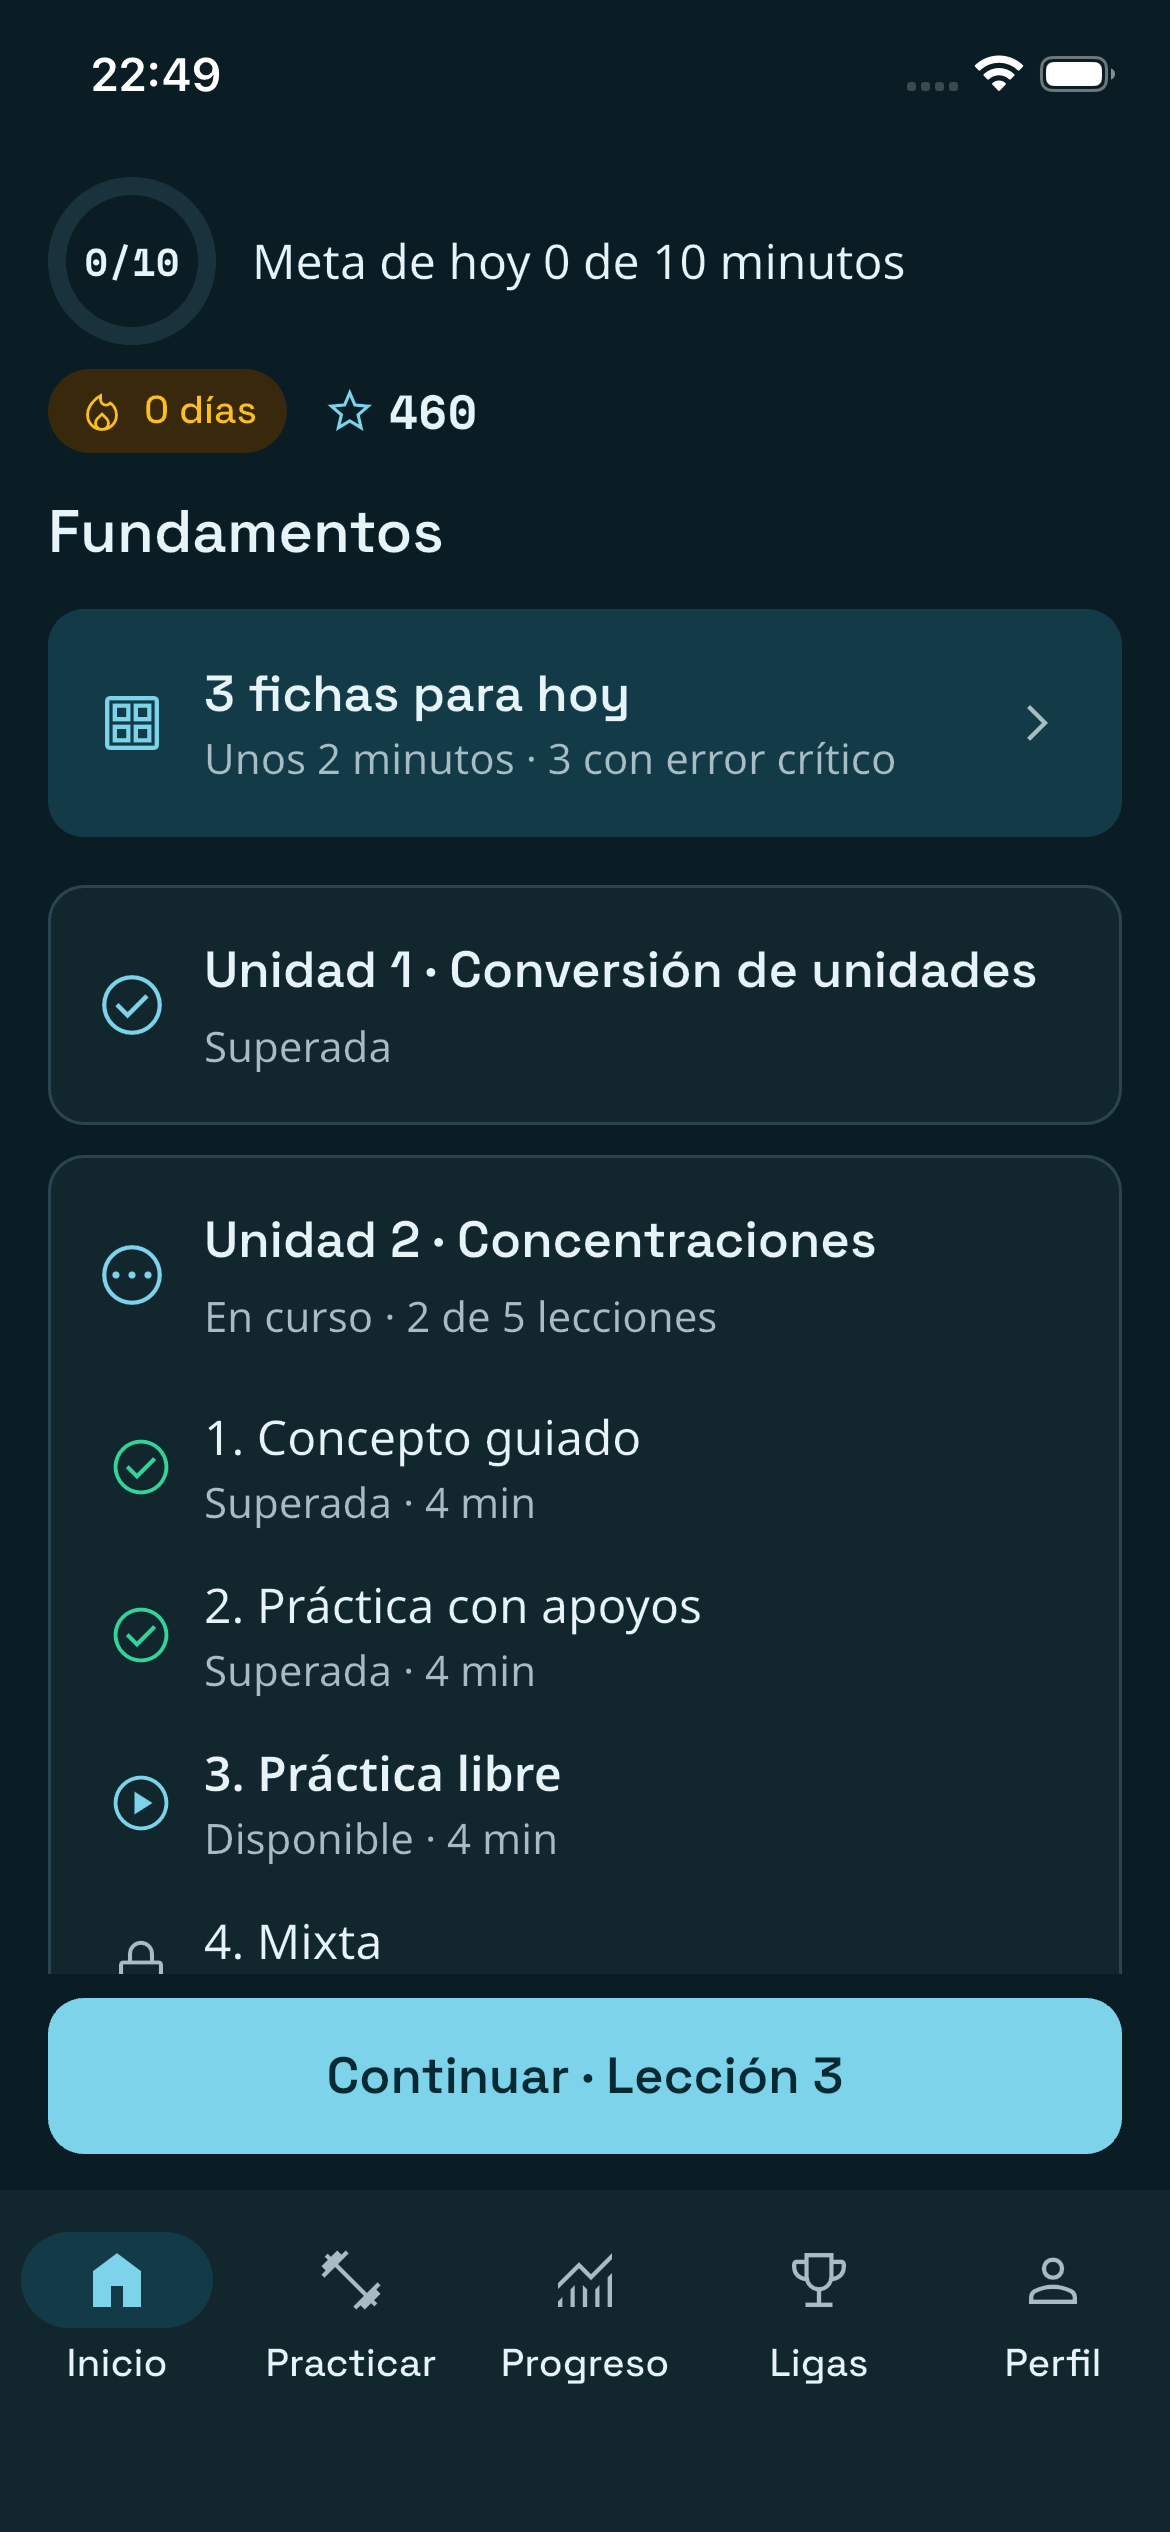 22:49
0/10
Meta de hoy 0 de 10 minutos
0 días
460
Fundamentos
3 fichas para hoy
Unos 2 minutos · 3 con error crítico
Unidad 1 · Conversión de unidades
Superada
Unidad 2 · Concentraciones
En curso · 2 de 5 lecciones
1. Concepto guiado
Superada · 4 min
2. Práctica con apoyos
Superada · 4 min
3. Práctica libre
Disponible · 4 min
4. Mixta
Continuar · Lección 3
Inicio
Practicar
Progreso
Ligas
Perfil